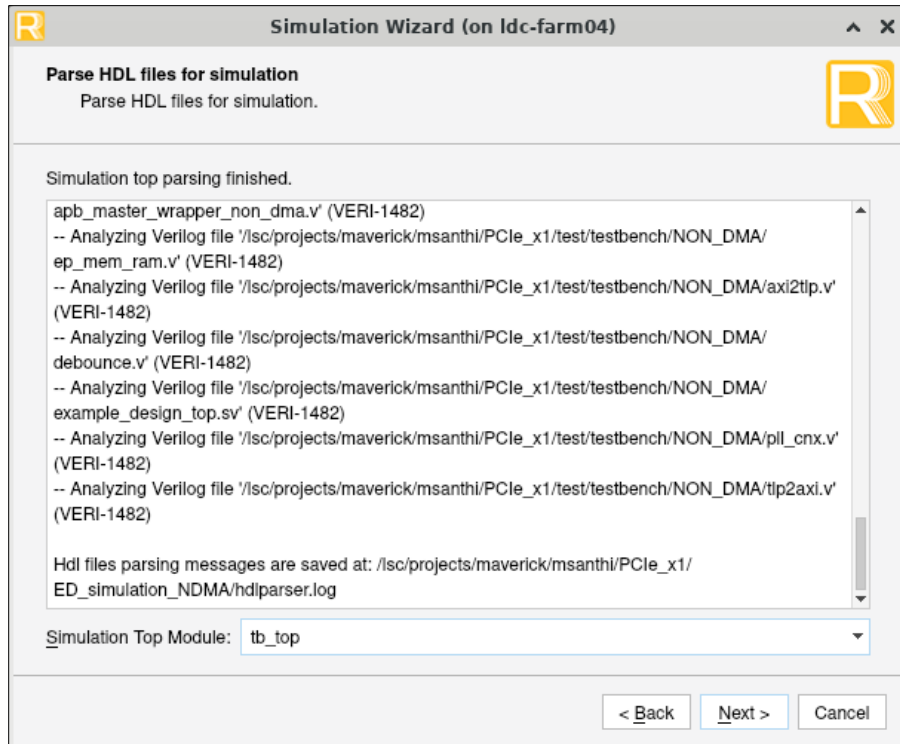 Simulation Wizard (on ldc-farm04)
Parse HDL files for simulation
Parse HDL files for simulation.
Simulation top parsing finished.
apb_master_wrapper_non_dma.v' (VERI-1482)
-- Analyzing Verilog file '/lsc/projects/maverick/msanthi/PCIe_x1/test/testbench/NON_DMA/
ep_mem_ram.v' (VERI-1482)
-- Analyzing Verilog file '/lsc/projects/maverick/msanthi/PCIe_x1/test/testbench/NON_DMA/axi2tlp.v'
(VERI-1482)
-- Analyzing Verilog file '/lsc/projects/maverick/msanthi/PCIe_x1/test/testbench/NON_DMA/
debounce.v' (VERI-1482)
-- Analyzing Verilog file '/lsc/projects/maverick/msanthi/PCIe_x1/test/testbench/NON_DMA/
example_design_top.sv' (VERI-1482)
-- Analyzing Verilog file '/lsc/projects/maverick/msanthi/PCIe_x1/test/testbench/NON_DMA/pll_cnx.v'
(VERI-1482)
-- Analyzing Verilog file '/lsc/projects/maverick/msanthi/PCIe_x1/test/testbench/NON_DMA/tlp2axi.v'
(VERI-1482)
Hdl files parsing messages are saved at: /lsc/projects/maverick/msanthi/PCIe_x1/
ED_simulation_NDMA/hdlparser.log
Simulation Top Module: tb_top
< Back Next > Cancel